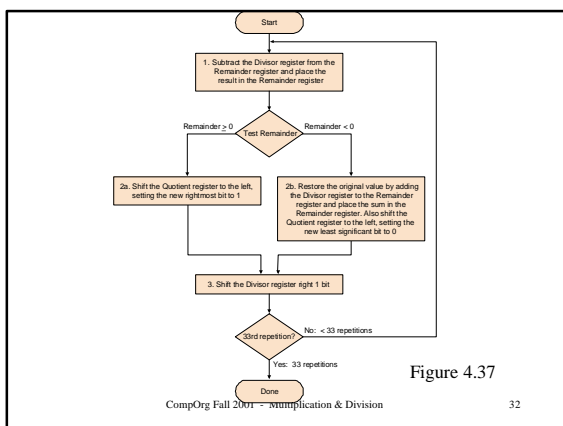 Start
1. Subtract the Divisor register from the
Remainder register and place the
result in the Remainder register
Remainder ≥ 0
Remainder < 0
Test Remainder
2a. Shift the Quotient register to the left,
setting the new rightmost bit to 1
2b. Restore the original value by adding
the Divisor register to the Remainder
register and place the sum in the
Remainder register. Also shift the
Quotient register to the left, setting the
new least significant bit to 0
3. Shift the Divisor register right 1 bit
33rd repetition?
No: < 33 repetitions
Yes: 33 repetitions
Done
Figure 4.37
CompOrg Fall 2001 - Multiplication & Division
32